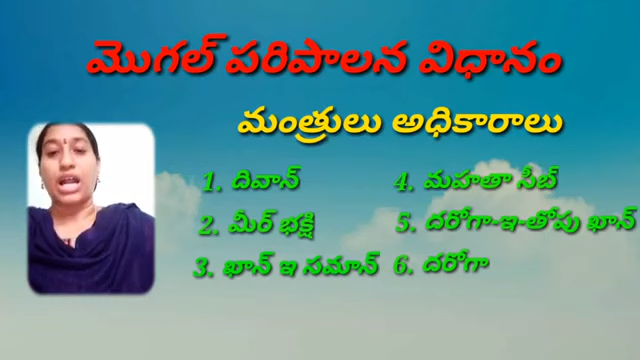 మొగల్ పరిపాలన విధానం
మంత్రులు అధికారాలు
1. దివాన్
2. మీర్ భక్షి
3. ఖాన్ ఇ సమాన్
4. మహతా సీబ్
5. దరోగా-ఇ-తోపు ఖాన్
6. దరోగా